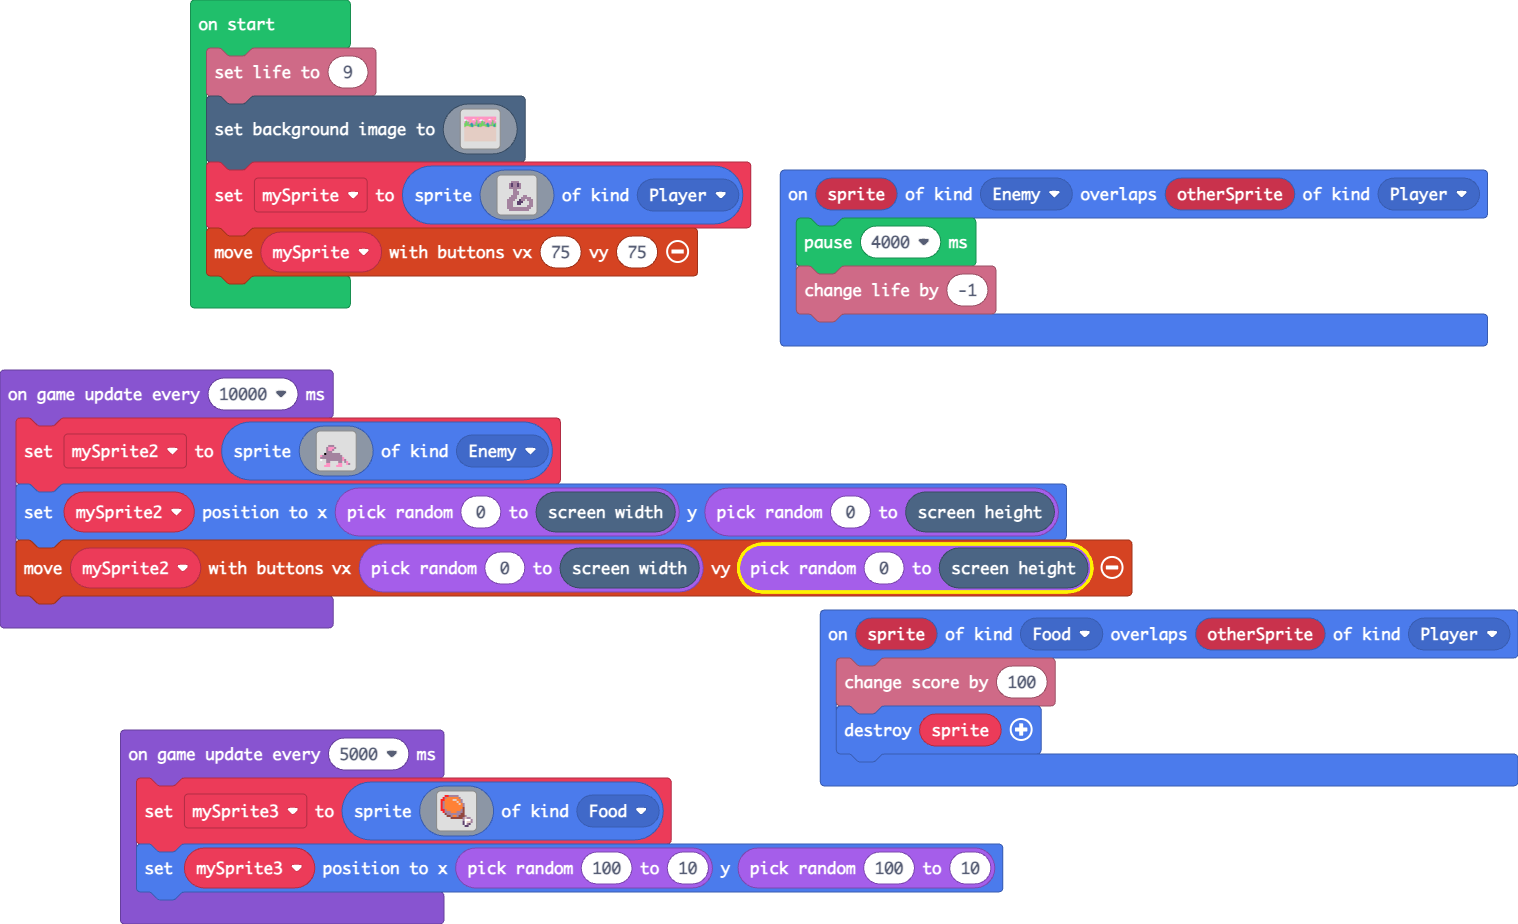 on start
set life to 9
set background image to
set mySprite to sprite of kind Player
move mySprite with buttons vx 75 vy 75
on sprite of kind Enemy overlaps otherSprite of kind Player
pause 4000 ms
change life by -1
on game update every 10000 ms
set mySprite2 to sprite of kind Enemy
set mySprite2 position to x pick random 0 to screen width y pick random 0 to screen height
move mySprite2 with buttons vx pick random 0 to screen width vy pick random 0 to screen height
on sprite of kind Food overlaps otherSprite of kind Player
change score by 100
destroy sprite
on game update every 5000 ms
set mySprite3 to sprite of kind Food
set mySprite3 position to x pick random 100 to 10 y pick random 100 to 10